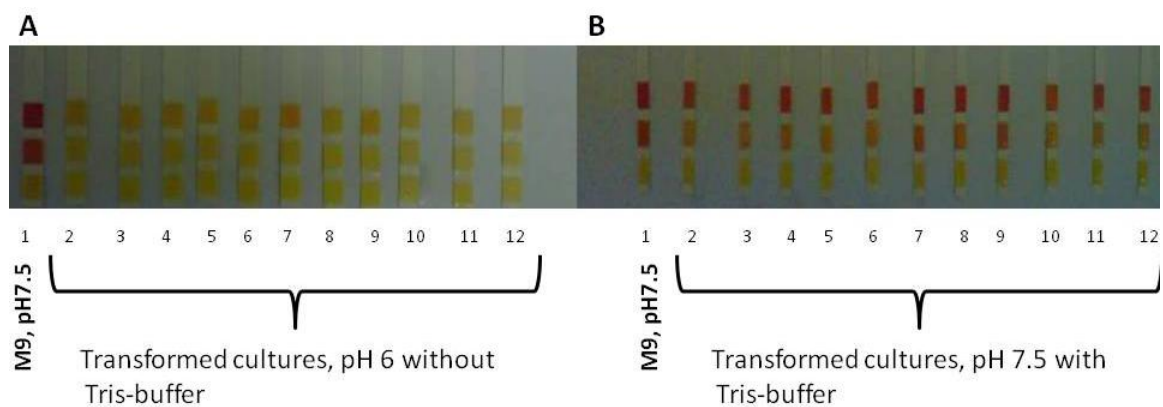 A
B
1 2 3 4 5 6 7 8 9 10 11 12
M9, pH7.5
Transformed cultures, pH 6 without
Tris-buffer
1 2 3 4 5 6 7 8 9 10 11 12
M9, pH7.5
Transformed cultures, pH 7.5 with
Tris-buffer